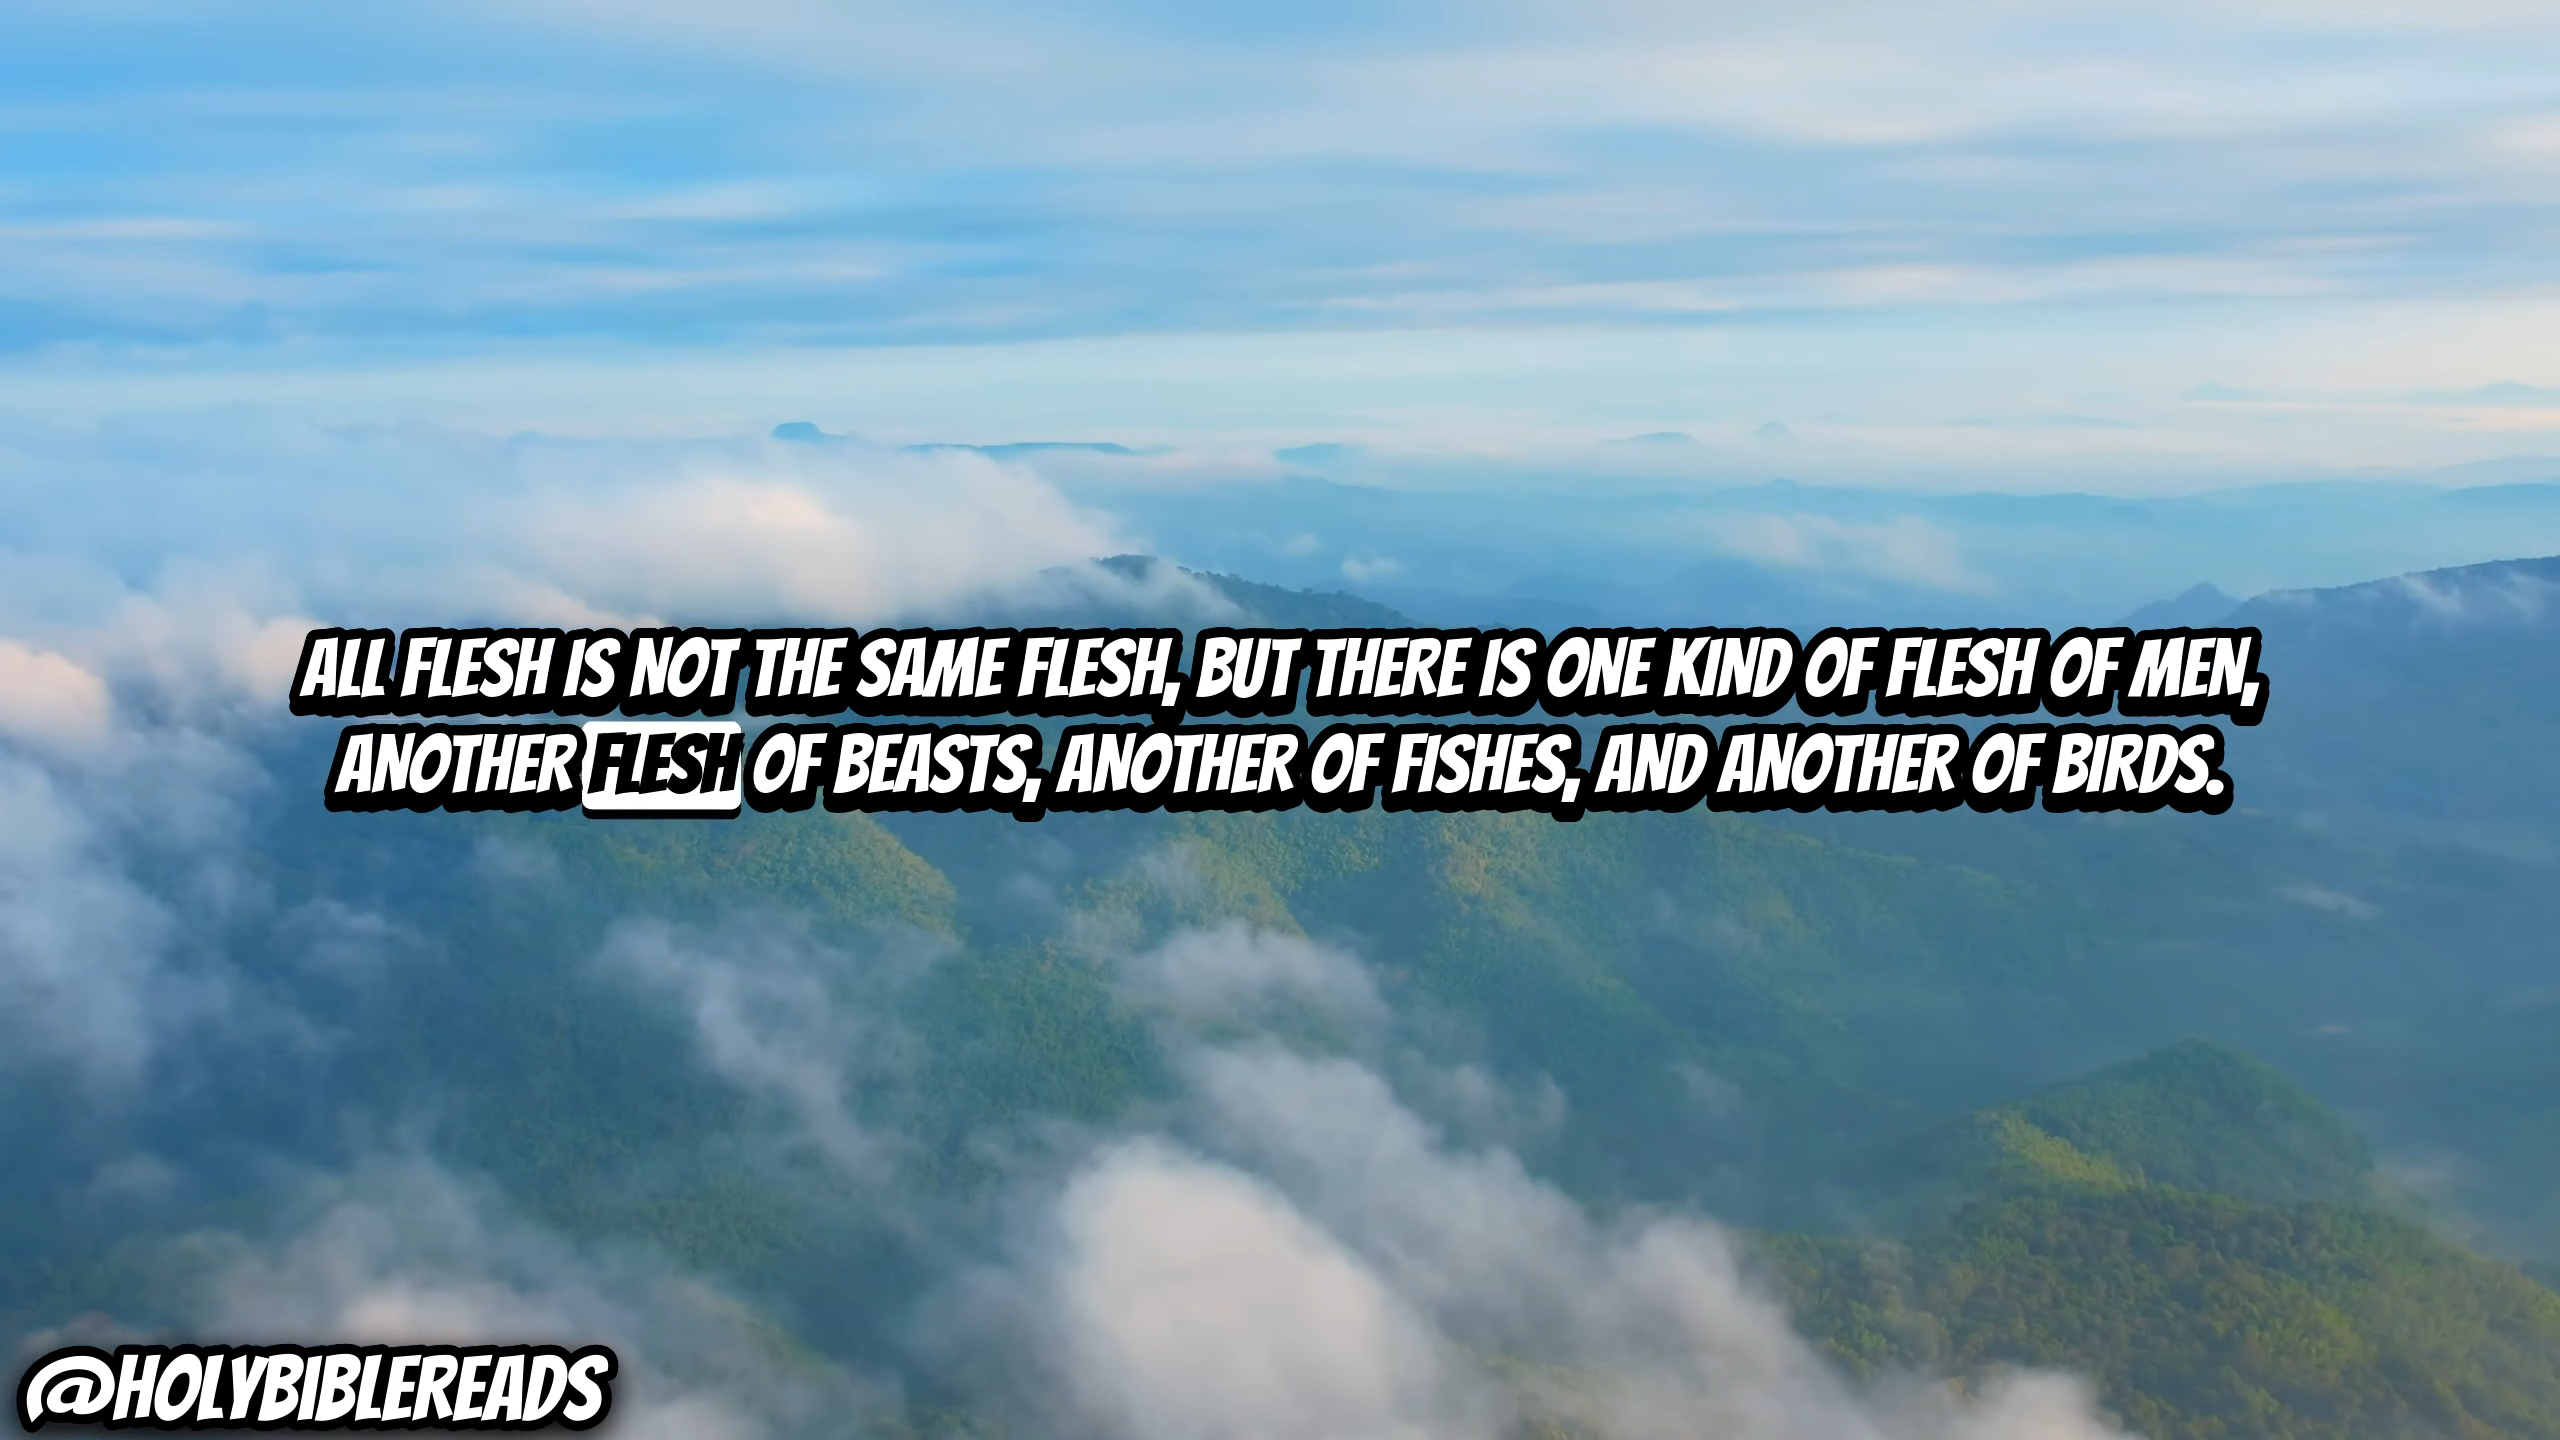 ALL FLESH IS NOT THE SAME FLESH, BUT THERE IS ONE KIND OF FLESH OF MEN,
ANOTHER FLESH OF BEASTS, ANOTHER OF FISHES, AND ANOTHER OF BIRDS.
@HOLYBIBLEREADS